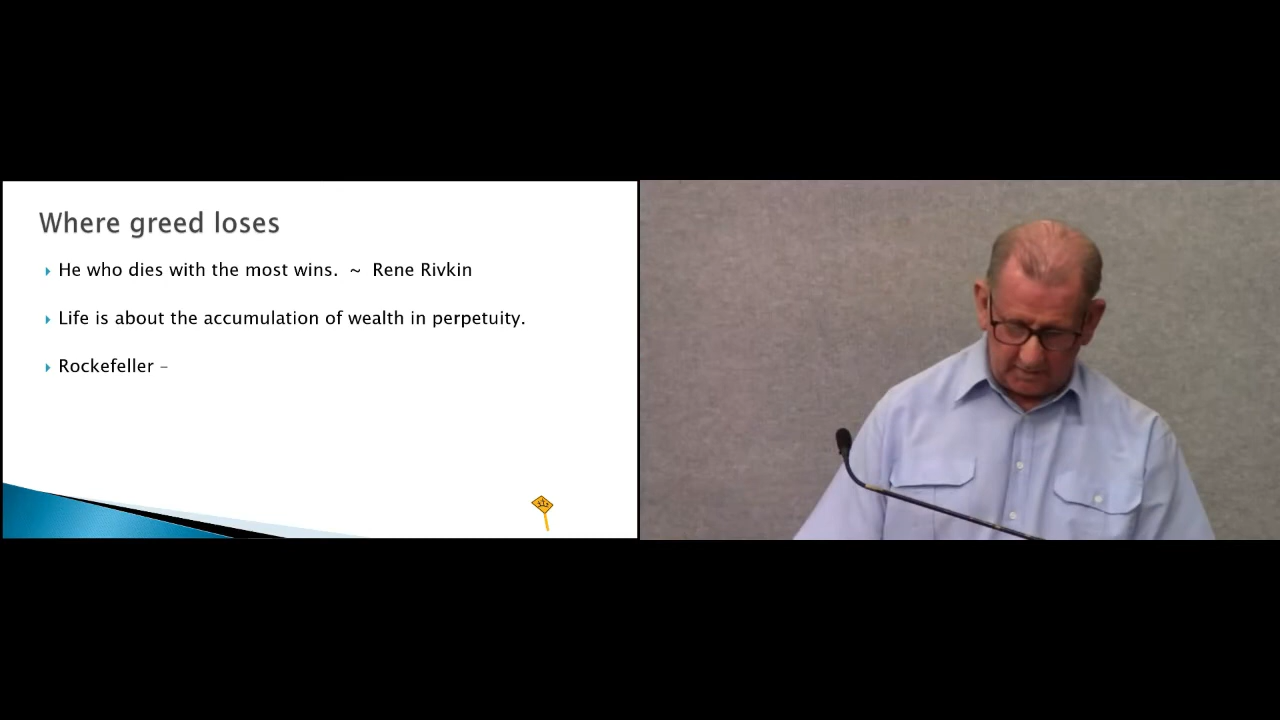 Where greed loses
He who dies with the most wins. ~ Rene Rivkin
Life is about the accumulation of wealth in perpetuity.
Rockefeller –